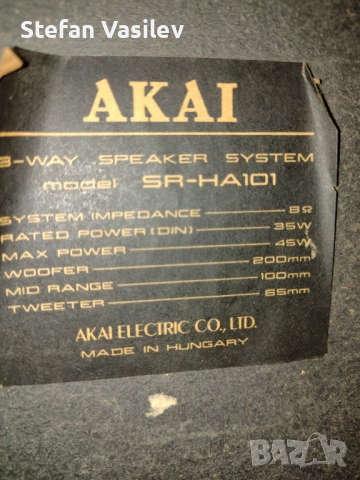 Stefan Vasilev
AKAI
3-WAY SPEAKER SYSTEM
model SR-HA101
SYSTEM IMPEDANCE 8Ω
RATED POWER (DIN) 35W
MAX POWER 45W
WOOFER 200mm
MID RANGE 100mm
TWEETER 65mm
AKAI ELECTRIC CO., LTD.
MADE IN HUNGARY
BAZAR
bg